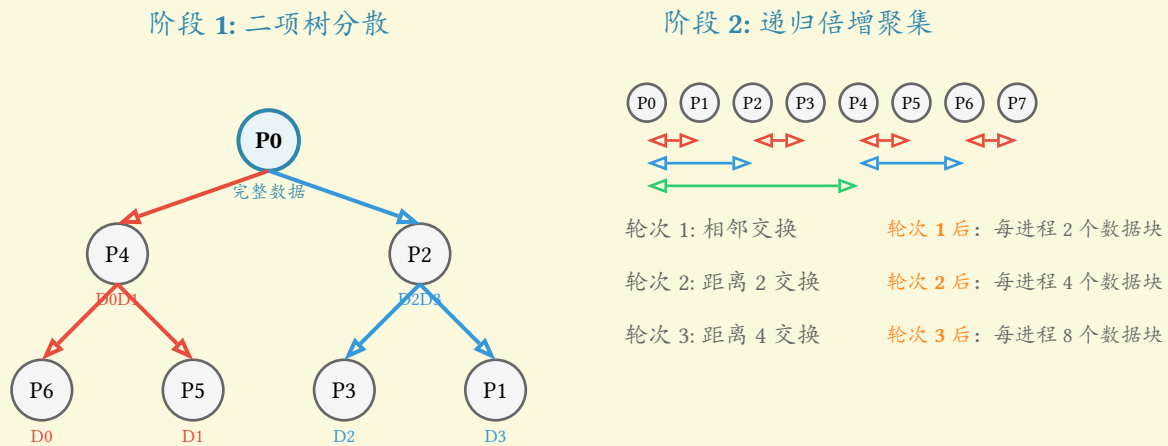 阶段 1: 二项树分散
P0
完整数据
P4
P2
D0D1
D2D3
P6
P5
P3
P1
D0
D1
D2
D3
阶段 2: 递归倍增聚集
P0 P1 P2 P3 P4 P5 P6 P7
轮次 1: 相邻交换
轮次 1 后: 每进程 2 个数据块
轮次 2: 距离 2 交换
轮次 2 后: 每进程 4 个数据块
轮次 3: 距离 4 交换
轮次 3 后: 每进程 8 个数据块